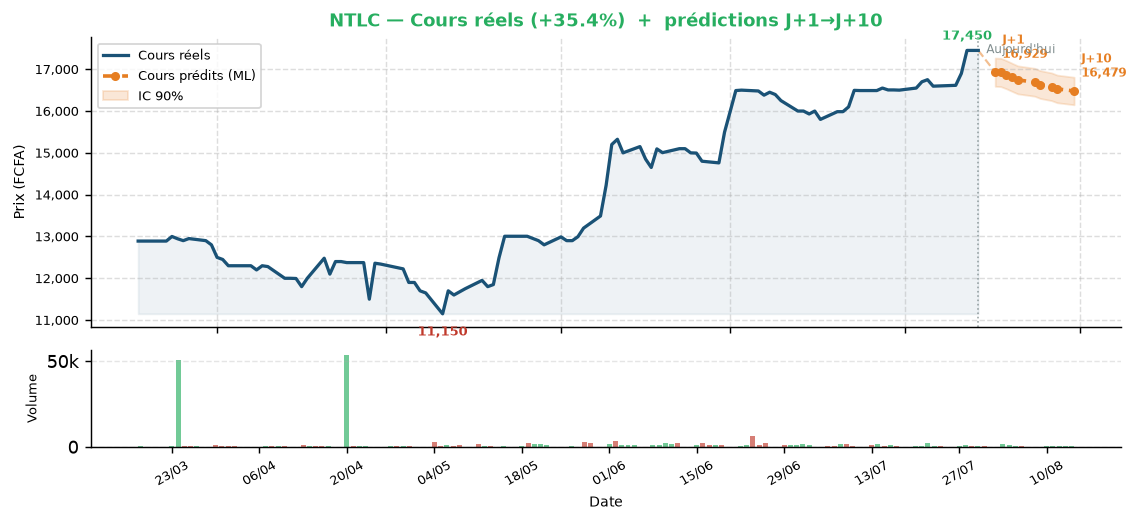 NTLC — Cours réels (+35.4%)  +  prédictions J+1→J+10
Cours réels
Cours prédits (ML)
IC 90%
17,450
Aujourd'hui
J+1
16,929
J+10
16,479
11,150
Prix (FCFA)
17,000
16,000
15,000
14,000
13,000
12,000
11,000
Volume
50k
0
23/03
06/04
20/04
04/05
18/05
01/06
15/06
29/06
13/07
27/07
10/08
Date